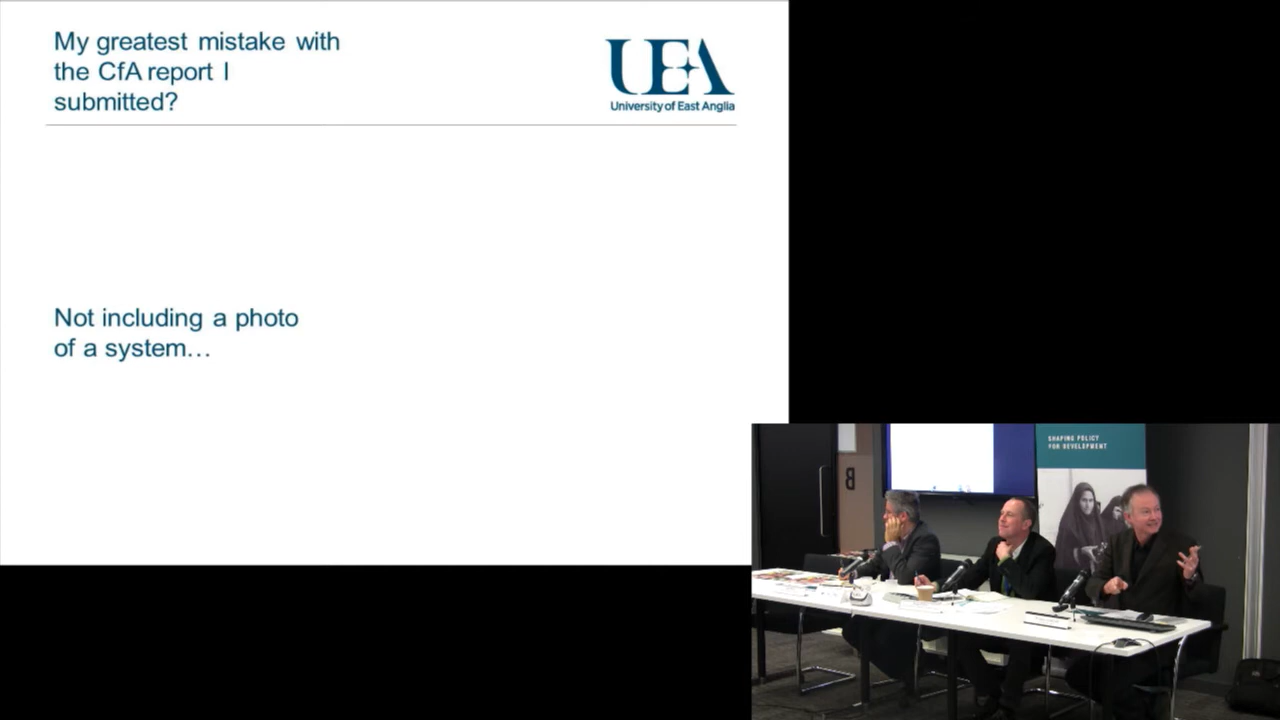 My greatest mistake with
the CfA report I
submitted?
UEA
University of East Anglia
Not including a photo
of a system…
SHAPING POLICY
FOR DEVELOPMENT
B